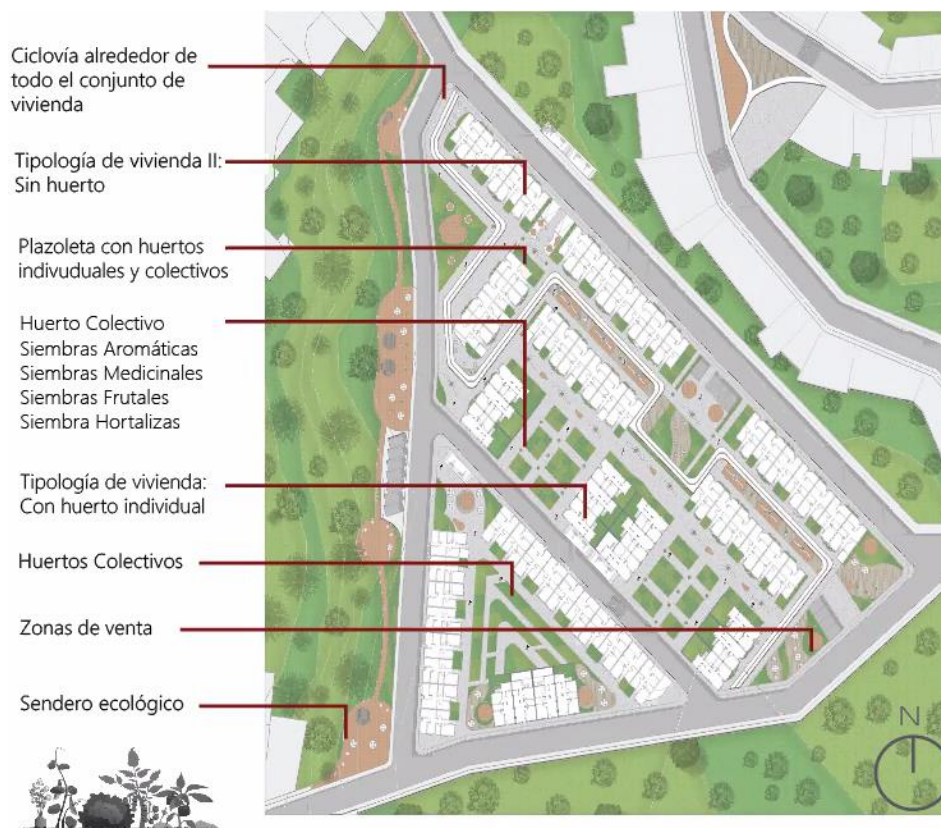 Ciclovía alrededor de
todo el conjunto de
vivienda
Tipología de vivienda II:
Sin huerto
Plazoleta con huertos
indivuduales y colectivos
Huerto Colectivo
Siembras Aromáticas
Siembras Medicinales
Siembras Frutales
Siembra Hortalizas
Tipología de vivienda:
Con huerto individual
Huertos Colectivos
Zonas de venta
Sendero ecológico
N